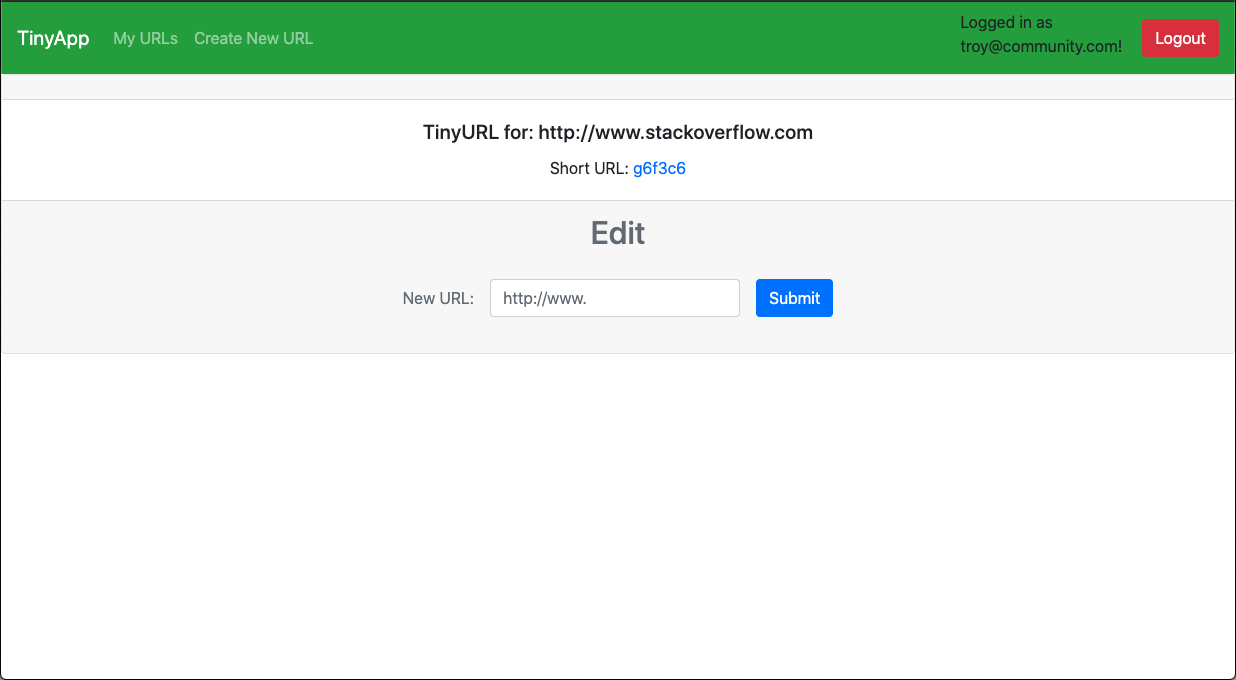 TinyApp My URLs Create New URL
Logged in as
troy@community.com!
Logout
TinyURL for: http://www.stackoverflow.com
Short URL: g6f3c6
Edit
New URL: http://www. Submit